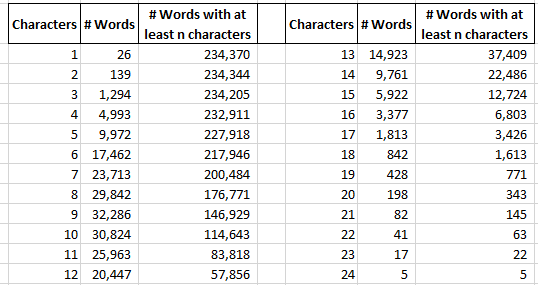 Characters # Words # Words with at least n characters Characters # Words # Words with at least n characters
1 26 234,370 13 14,923 37,409
2 139 234,344 14 9,761 22,486
3 1,294 234,205 15 5,922 12,724
4 4,993 232,911 16 3,377 6,803
5 9,972 227,918 17 1,813 3,426
6 17,462 217,946 18 842 1,613
7 23,713 200,484 19 428 771
8 29,842 176,771 20 198 343
9 32,286 146,929 21 82 145
10 30,824 114,643 22 41 63
11 25,963 83,818 23 17 22
12 20,447 57,856 24 5 5